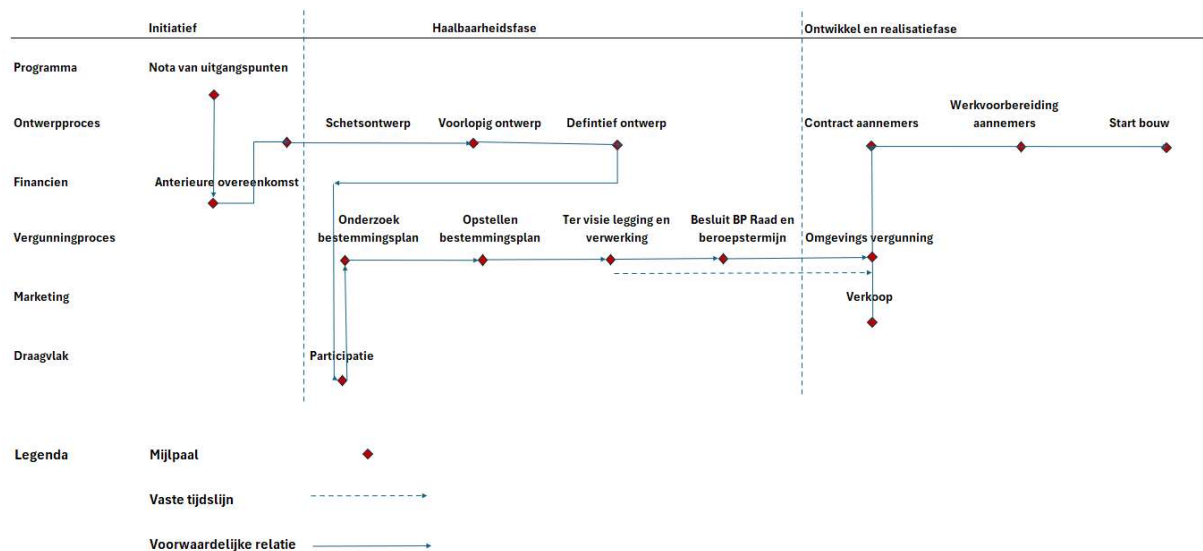 Initiatief
Haalbaarheidsfase
Ontwikkel en realisatiefase
Programma
Nota van uitgangspunten
Ontwerpproces
Schetsontwerp
Voorlopig ontwerp
Defintief ontwerp
Contract aannemers
Werkvoorbereiding
aannemers
Start bouw
Financien
Anterieure overeenkomst
Vergunningproces
Onderzoek
bestemmingsplan
Opstellen
bestemmingsplan
Ter visie legging en
verwerking
Besluit BP Raad en
beroepstermijn
Omgevings vergunning
Marketing
Verkoop
Draagvlak
Participatie
Legenda
Mijlpaal
Vaste tijdslijn
Voorwaardelijke relatie